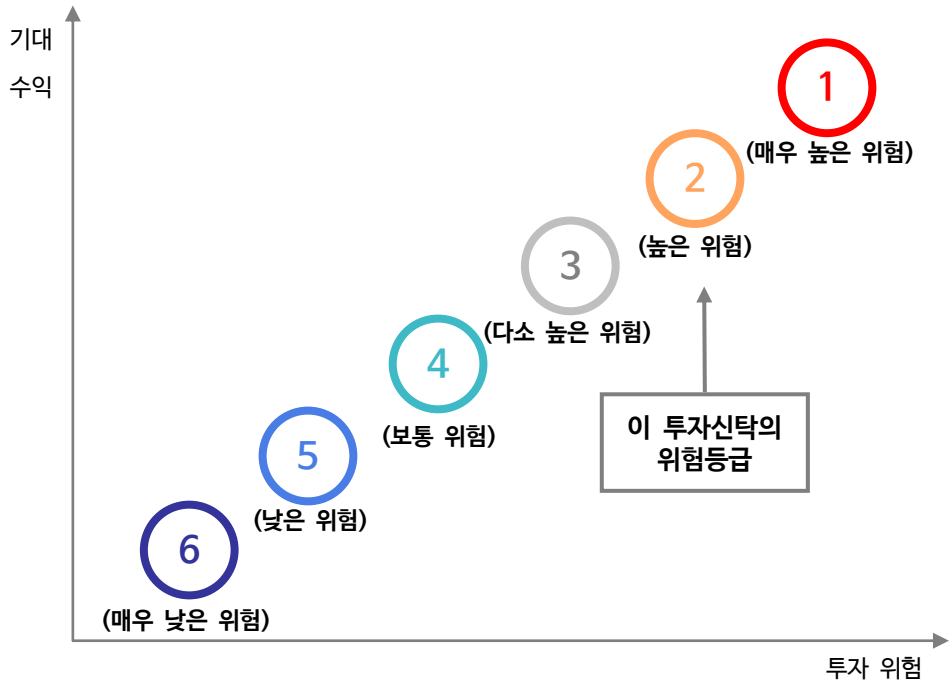 기대
수익
1
(매우 높은 위험)
2
(높은 위험)
3
(다소 높은 위험)
4
(보통 위험)
이 투자신탁의
위험등급
5
(낮은 위험)
6
(매우 낮은 위험)
투자 위험